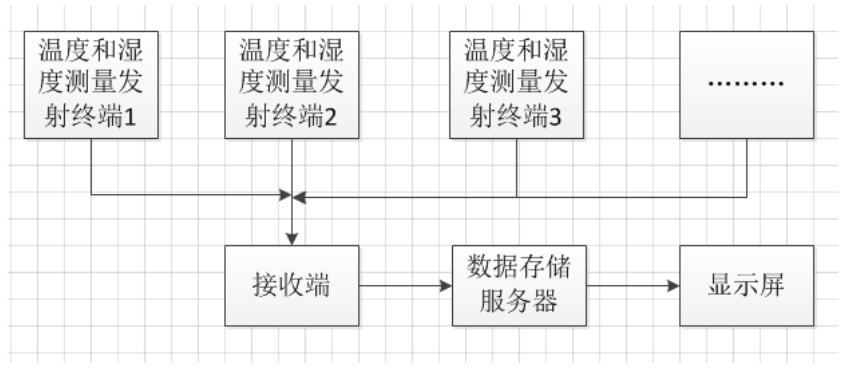 温度和湿
度测量发
射终端1
温度和湿
度测量发
射终端2
温度和湿
度测量发
射终端3
………
接收端
数据存储
服务器
显示屏